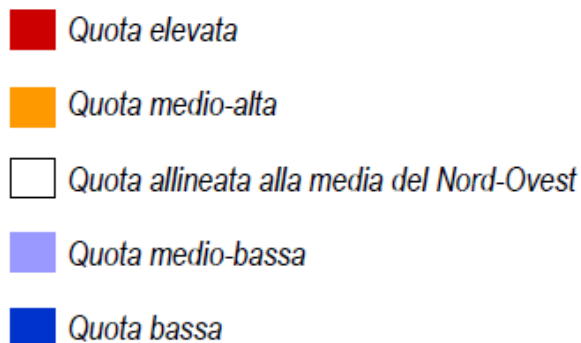 Quota elevata
Quota medio-alta
Quota allineata alla media del Nord-Ovest
Quota medio-bassa
Quota bassa